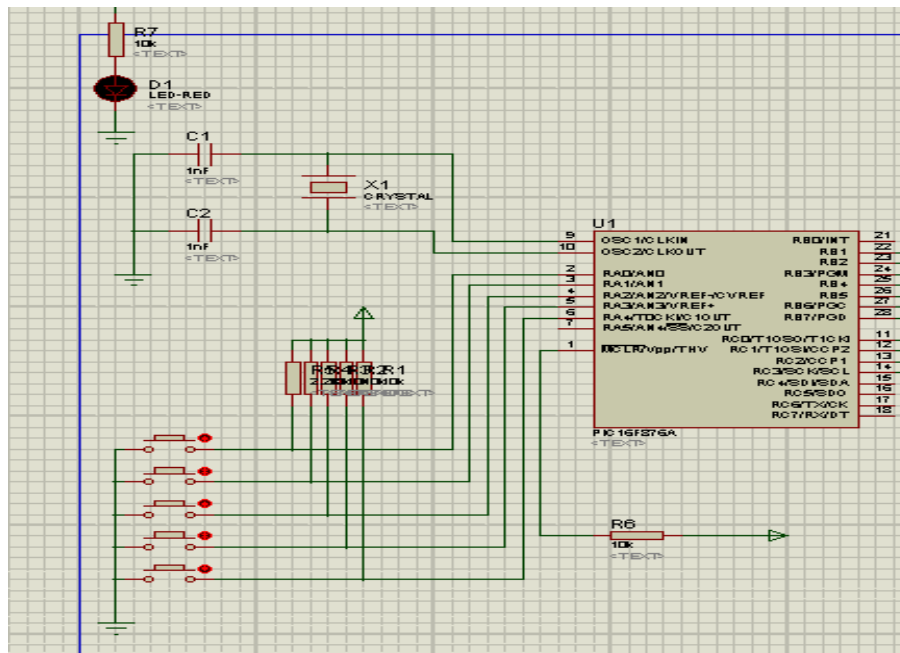 R7
10k
<TEXT>
D1
LED-RED
<TEXT>
C1
1nF
<TEXT>
X1
CRYSTAL
<TEXT>
C2
1nF
<TEXT>
U1
9 OSC1/CLKIN RB0/INT 21
10 OSC2/CLKOUT RB1 22
RB2 23
2 RA0/AN0 RB3/PGM 24
3 RA1/AN1 RB4 25
4 RA2/AN2/VREF-/CVREF RB5 26
5 RA3/AN3/VREF+ RB6/PGC 27
6 RA4/T0CKI/C1OUT RB7/PGD 28
7 RA5/AN4/SS/C2OUT
RC0/T1OSO/T1CKI 11
1 MCLR/Vpp/THV RC1/T1OSI/CCP2 12
RC2/CCP1 13
RC3/SCK/SCL 14
RC4/SDI/SDA 15
RC5/SDO 16
RC6/TX/CK 17
RC7/RX/DT 18
PIC16F876A
<TEXT>
R1
10k
R6
10k
<TEXT>